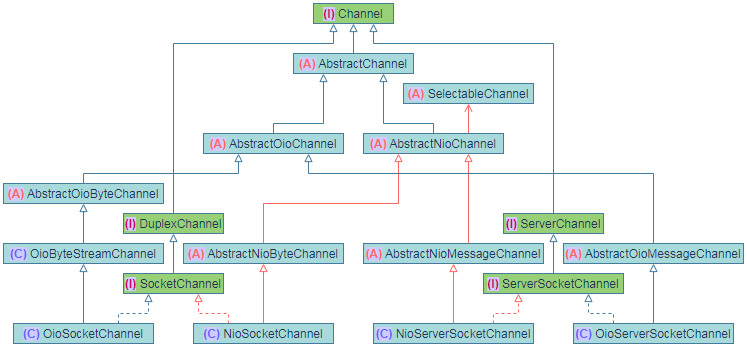 (I) Channel
(A) AbstractChannel
(A) SelectableChannel
(A) AbstractOioChannel
(A) AbstractNioChannel
(A) AbstractOioByteChannel
(I) DuplexChannel
(I) ServerChannel
(C) OioByteStreamChannel
(A) AbstractNioByteChannel
(A) AbstractNioMessageChannel
(A) AbstractOioMessageChannel
(I) SocketChannel
(I) ServerSocketChannel
(C) OioSocketChannel
(C) NioSocketChannel
(C) NioServerSocketChannel
(C) OioServerSocketChannel